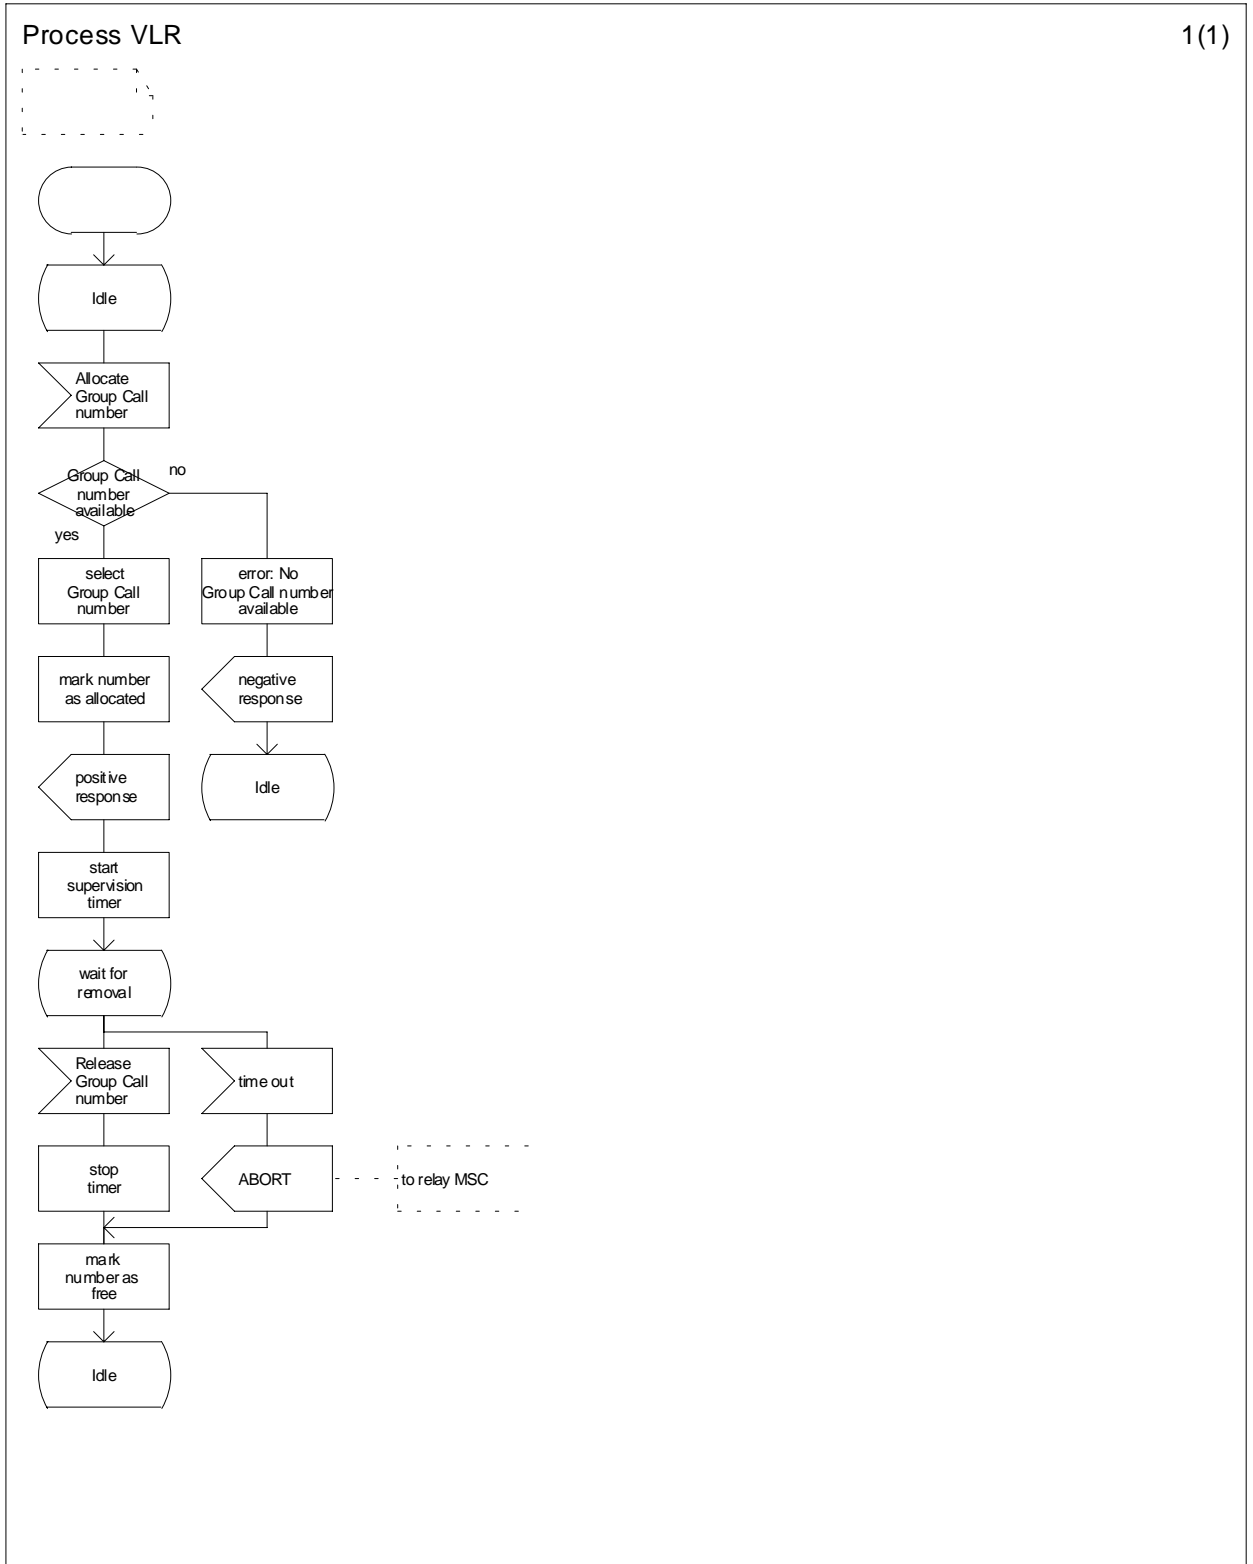 Process VLR
1(1)
Idle
Allocate
Group Call
number
Group Call
number
available
no
yes
select
Group Call
number
error: No
Group Call number
available
mark number
as allocated
negative
response
positive
response
Idle
start
supervision
timer
wait for
removal
Release
Group Call
number
time out
stop
timer
ABORT
to relay MSC
mark
number as
free
Idle